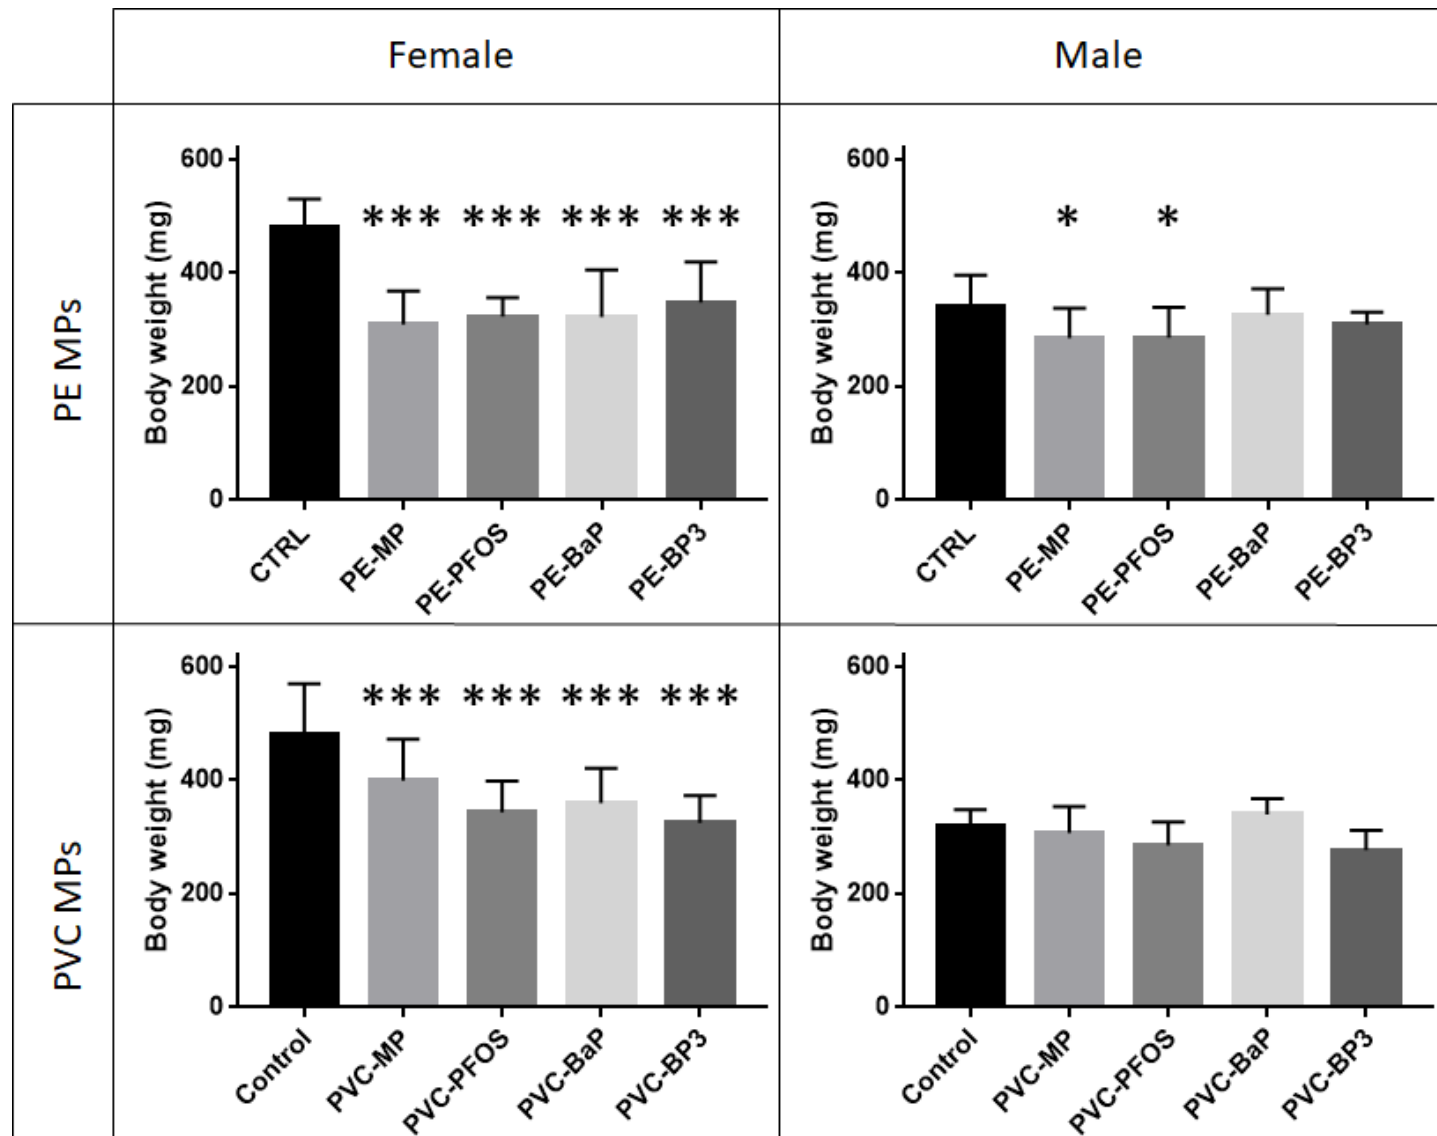 Female
Male
PE MPs
Body weight (mg)
600
400
200
0
*** *** *** ***
CTRL
PE-MP
PE-PFOS
PE-BaP
PE-BP3
Body weight (mg)
600
400
200
0
* *
CTRL
PE-MP
PE-PFOS
PE-BaP
PE-BP3
PVC MPs
Body weight (mg)
600
400
200
0
*** *** *** ***
Control
PVC-MP
PVC-PFOS
PVC-BaP
PVC-BP3
Body weight (mg)
600
400
200
0
Control
PVC-MP
PVC-PFOS
PVC-BaP
PVC-BP3